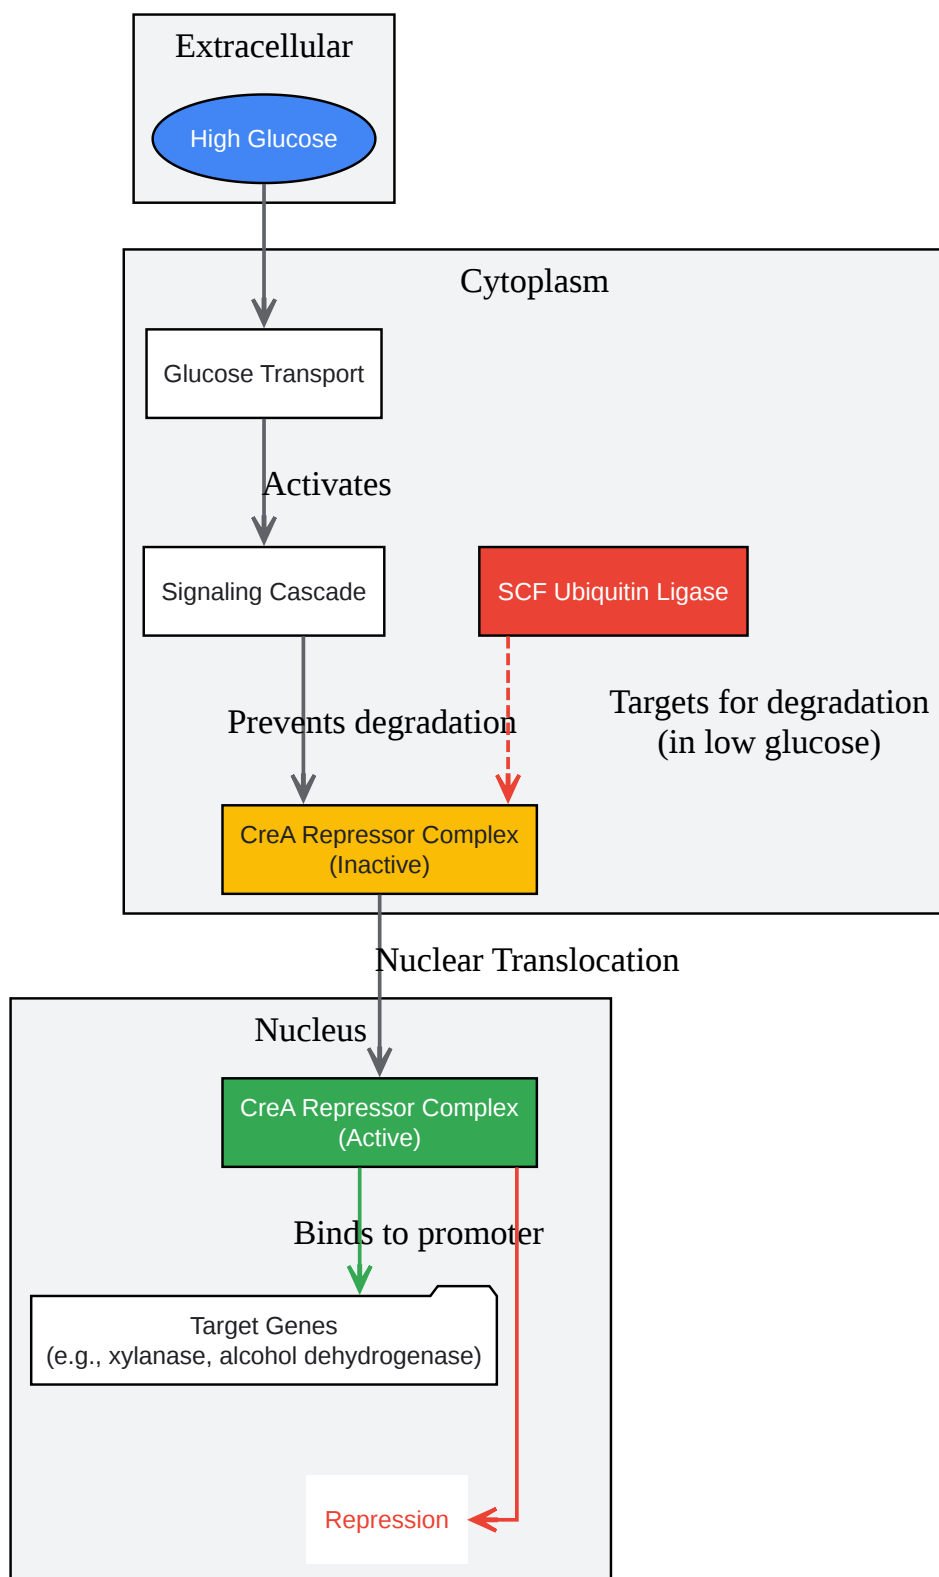 Extracellular
High Glucose
Cytoplasm
Glucose Transport
Activates
Signaling Cascade
SCF Ubiquitin Ligase
Prevents degradation
Targets for degradation
(in low glucose)
CreA Repressor Complex
(Inactive)
Nuclear Translocation
Nucleus
CreA Repressor Complex
(Active)
Binds to promoter
Target Genes
(e.g., xylanase, alcohol dehydrogenase)
Repression